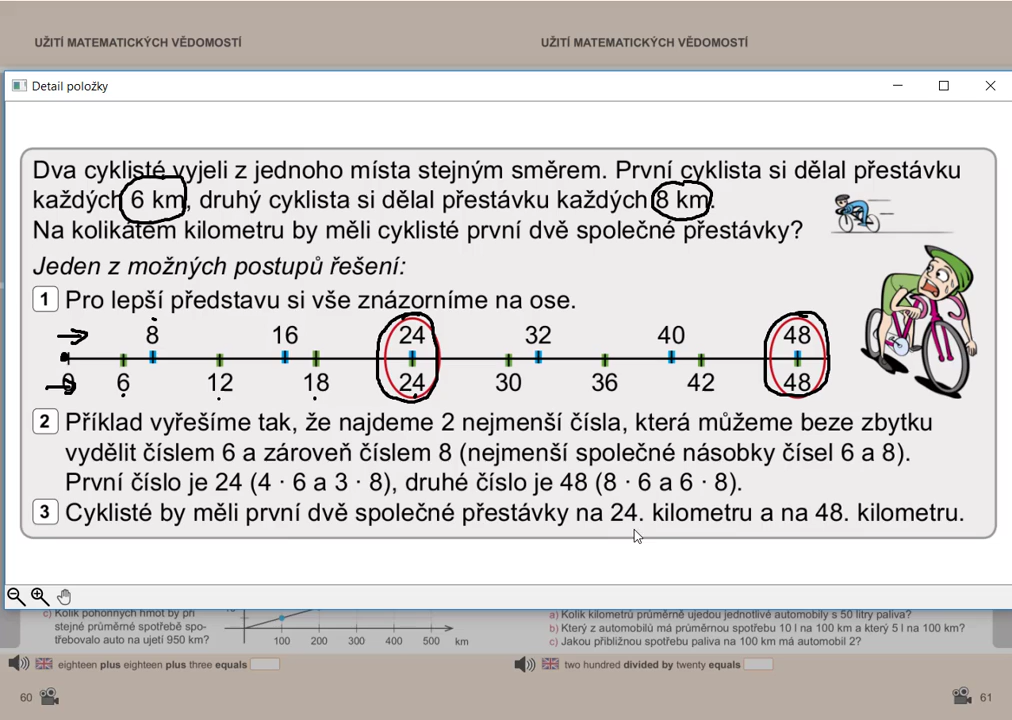 UŽITÍ MATEMATICKÝCH VĚDOMOSTÍ
UŽITÍ MATEMATICKÝCH VĚDOMOSTÍ
Detail položky
Dva cyklisté vyjeli z jednoho místa stejným směrem. První cyklista si dělal přestávku
každých 6 km, druhý cyklista si dělal přestávku každých 8 km.
Na kolikátém kilometru by měli cyklisté první dvě společné přestávky?
Jeden z možných postupů řešení:
1 Pro lepší představu si vše znázorníme na ose.
8 16 24 32 40 48
0 6 12 18 24 30 36 42 48
2 Příklad vyřešíme tak, že najdeme 2 nejmenší čísla, která můžeme beze zbytku
vydělit číslem 6 a zároveň číslem 8 (nejmenší společné násobky čísel 6 a 8).
První číslo je 24 (4 · 6 a 3 · 8), druhé číslo je 48 (8 · 6 a 6 · 8).
3 Cyklisté by měli první dvě společné přestávky na 24. kilometru a na 48. kilometru.
c) Kolik pohonných hmot by při
stejné průměrné spotřebě spo-
třebovalo auto na ujetí 950 km?
100 200 300 400 500 km
a) Kolik kilometrů průměrně ujedou jednotlivé automobily s 50 litry paliva?
b) Který z automobilů má průměrnou spotřebu 10 l na 100 km a který 5 l na 100 km?
c) Jakou přibližnou spotřebu paliva na 100 km má automobil 2?
eighteen plus eighteen plus three equals
two hundred divided by twenty equals
60
61